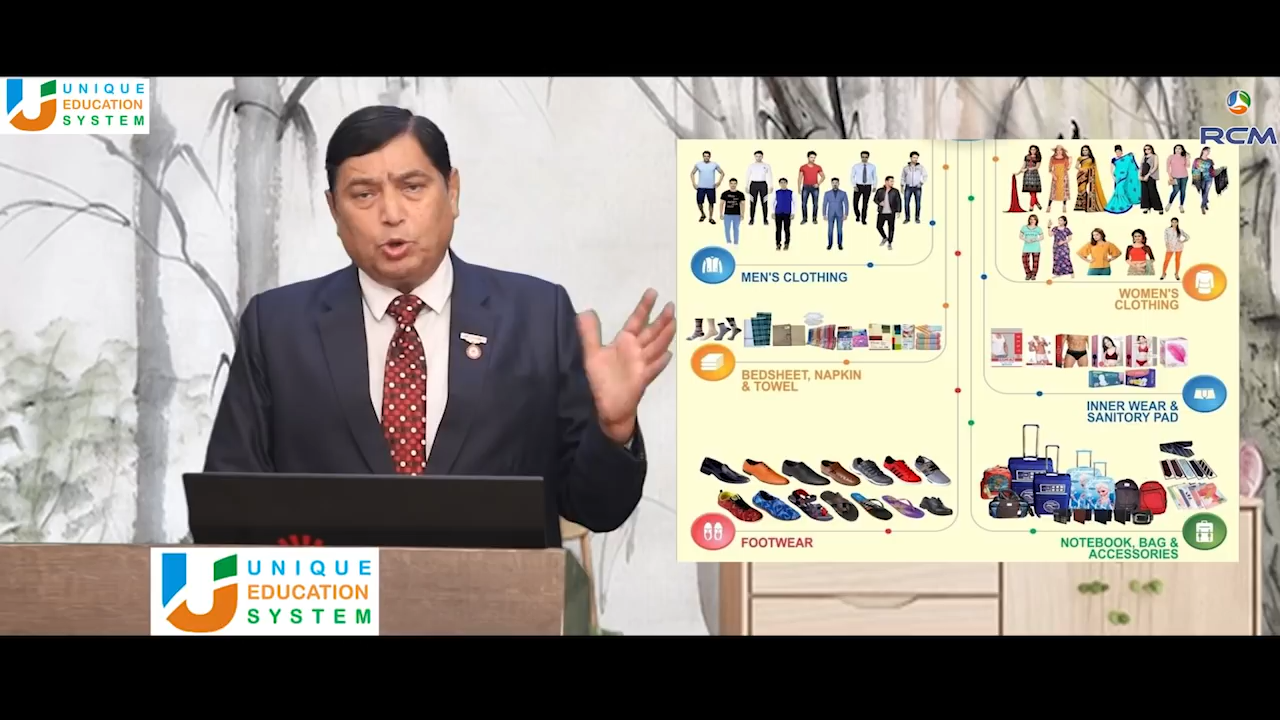 UNIQUE
EDUCATION
SYSTEM
RCM
MEN'S CLOTHING
WOMEN'S
CLOTHING
BEDSHEET, NAPKIN
& TOWEL
INNER WEAR &
SANITORY PAD
FOOTWEAR
NOTEBOOK, BAG &
ACCESSORIES
UNIQUE
EDUCATION
SYSTEM